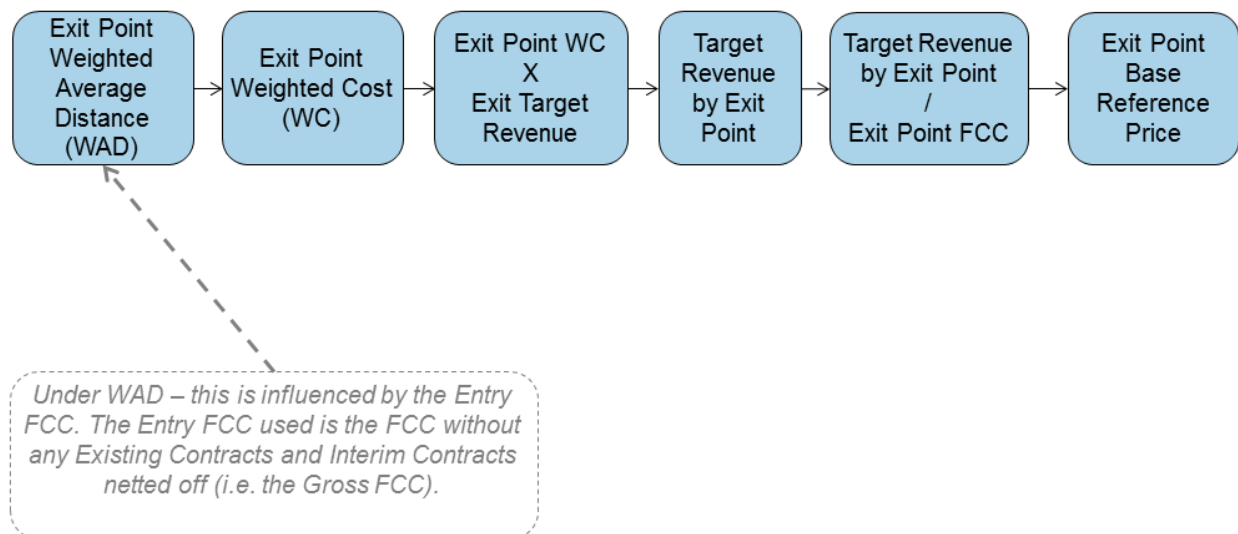 Exit Point
Weighted
Average
Distance
(WAD)
Exit Point
Weighted Cost
(WC)
Exit Point WC
X
Exit Target
Revenue
Target
Revenue
by Exit
Point
Target Revenue
by Exit Point
/
Exit Point FCC
Exit Point
Base
Reference
Price
Under WAD – this is influenced by the Entry
FCC. The Entry FCC used is the FCC without
any Existing Contracts and Interim Contracts
netted off (i.e. the Gross FCC).